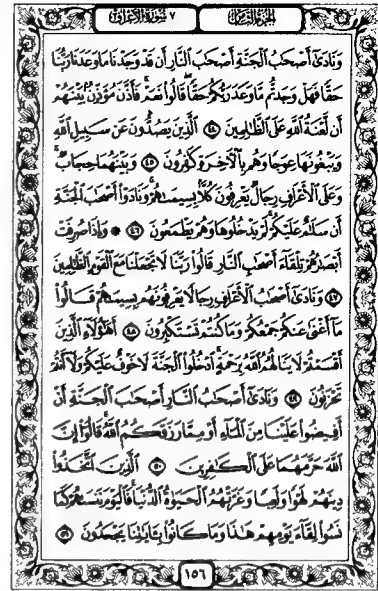 الجزء الثامن ٧ سورة الأعراف
وَنَادَىٰ أَصْحَٰبُ ٱلْجَنَّةِ أَصْحَٰبَ ٱلنَّارِ أَن قَدْ وَجَدْنَا مَا وَعَدَنَا رَبُّنَا
حَقًّا فَهَلْ وَجَدتُّم مَّا وَعَدَ رَبُّكُمْ حَقًّا قَالُوا۟ نَعَمْ فَأَذَّنَ مُؤَذِّنٌۢ بَيْنَهُمْ
أَن لَّعْنَةُ ٱللَّهِ عَلَى ٱلظَّٰلِمِينَ ٤٤ ٱلَّذِينَ يَصُدُّونَ عَن سَبِيلِ ٱللَّهِ
وَيَبْغُونَهَا عِوَجًا وَهُم بِٱلْءَاخِرَةِ كَٰفِرُونَ ٤٥ وَبَيْنَهُمَا حِجَابٌ
وَعَلَى ٱلْأَعْرَافِ رِجَالٌ يَعْرِفُونَ كُلًّۢا بِسِيمَىٰهُمْ وَنَادَوْا۟ أَصْحَٰبَ ٱلْجَنَّةِ
أَن سَلَٰمٌ عَلَيْكُمْ لَمْ يَدْخُلُوهَا وَهُمْ يَطْمَعُونَ ٤٦ ۞ وَإِذَا صُرِفَتْ
أَبْصَٰرُهُمْ تِلْقَآءَ أَصْحَٰبِ ٱلنَّارِ قَالُوا۟ رَبَّنَا لَا تَجْعَلْنَا مَعَ ٱلْقَوْمِ ٱلظَّٰلِمِينَ
٤٧ وَنَادَىٰٓ أَصْحَٰبُ ٱلْأَعْرَافِ رِجَالًا يَعْرِفُونَهُم بِسِيمَىٰهُمْ قَالُوا۟
مَآ أَغْنَىٰ عَنكُمْ جَمْعُكُمْ وَمَا كُنتُمْ تَسْتَكْبِرُونَ ٤٨ أَهَٰٓؤُلَآءِ ٱلَّذِينَ
أَقْسَمْتُمْ لَا يَنَالُهُمُ ٱللَّهُ بِرَحْمَةٍ ٱدْخُلُوا۟ ٱلْجَنَّةَ لَا خَوْفٌ عَلَيْكُمْ وَلَآ أَنتُمْ
تَحْزَنُونَ ٤٩ وَنَادَىٰٓ أَصْحَٰبُ ٱلنَّارِ أَصْحَٰبَ ٱلْجَنَّةِ أَنْ
أَفِيضُوا۟ عَلَيْنَا مِنَ ٱلْمَآءِ أَوْ مِمَّا رَزَقَكُمُ ٱللَّهُ قَالُوٓا۟ إِنَّ
ٱللَّهَ حَرَّمَهُمَا عَلَى ٱلْكَٰفِرِينَ ٥٠ ٱلَّذِينَ ٱتَّخَذُوا۟
دِينَهُمْ لَهْوًا وَلَعِبًا وَغَرَّتْهُمُ ٱلْحَيَوٰةُ ٱلدُّنْيَا فَٱلْيَوْمَ نَنسَىٰهُمْ كَمَا
نَسُوا۟ لِقَآءَ يَوْمِهِمْ هَٰذَا وَمَا كَانُوا۟ بِـَٔايَٰتِنَا يَجْحَدُونَ ٥١
١٥٦